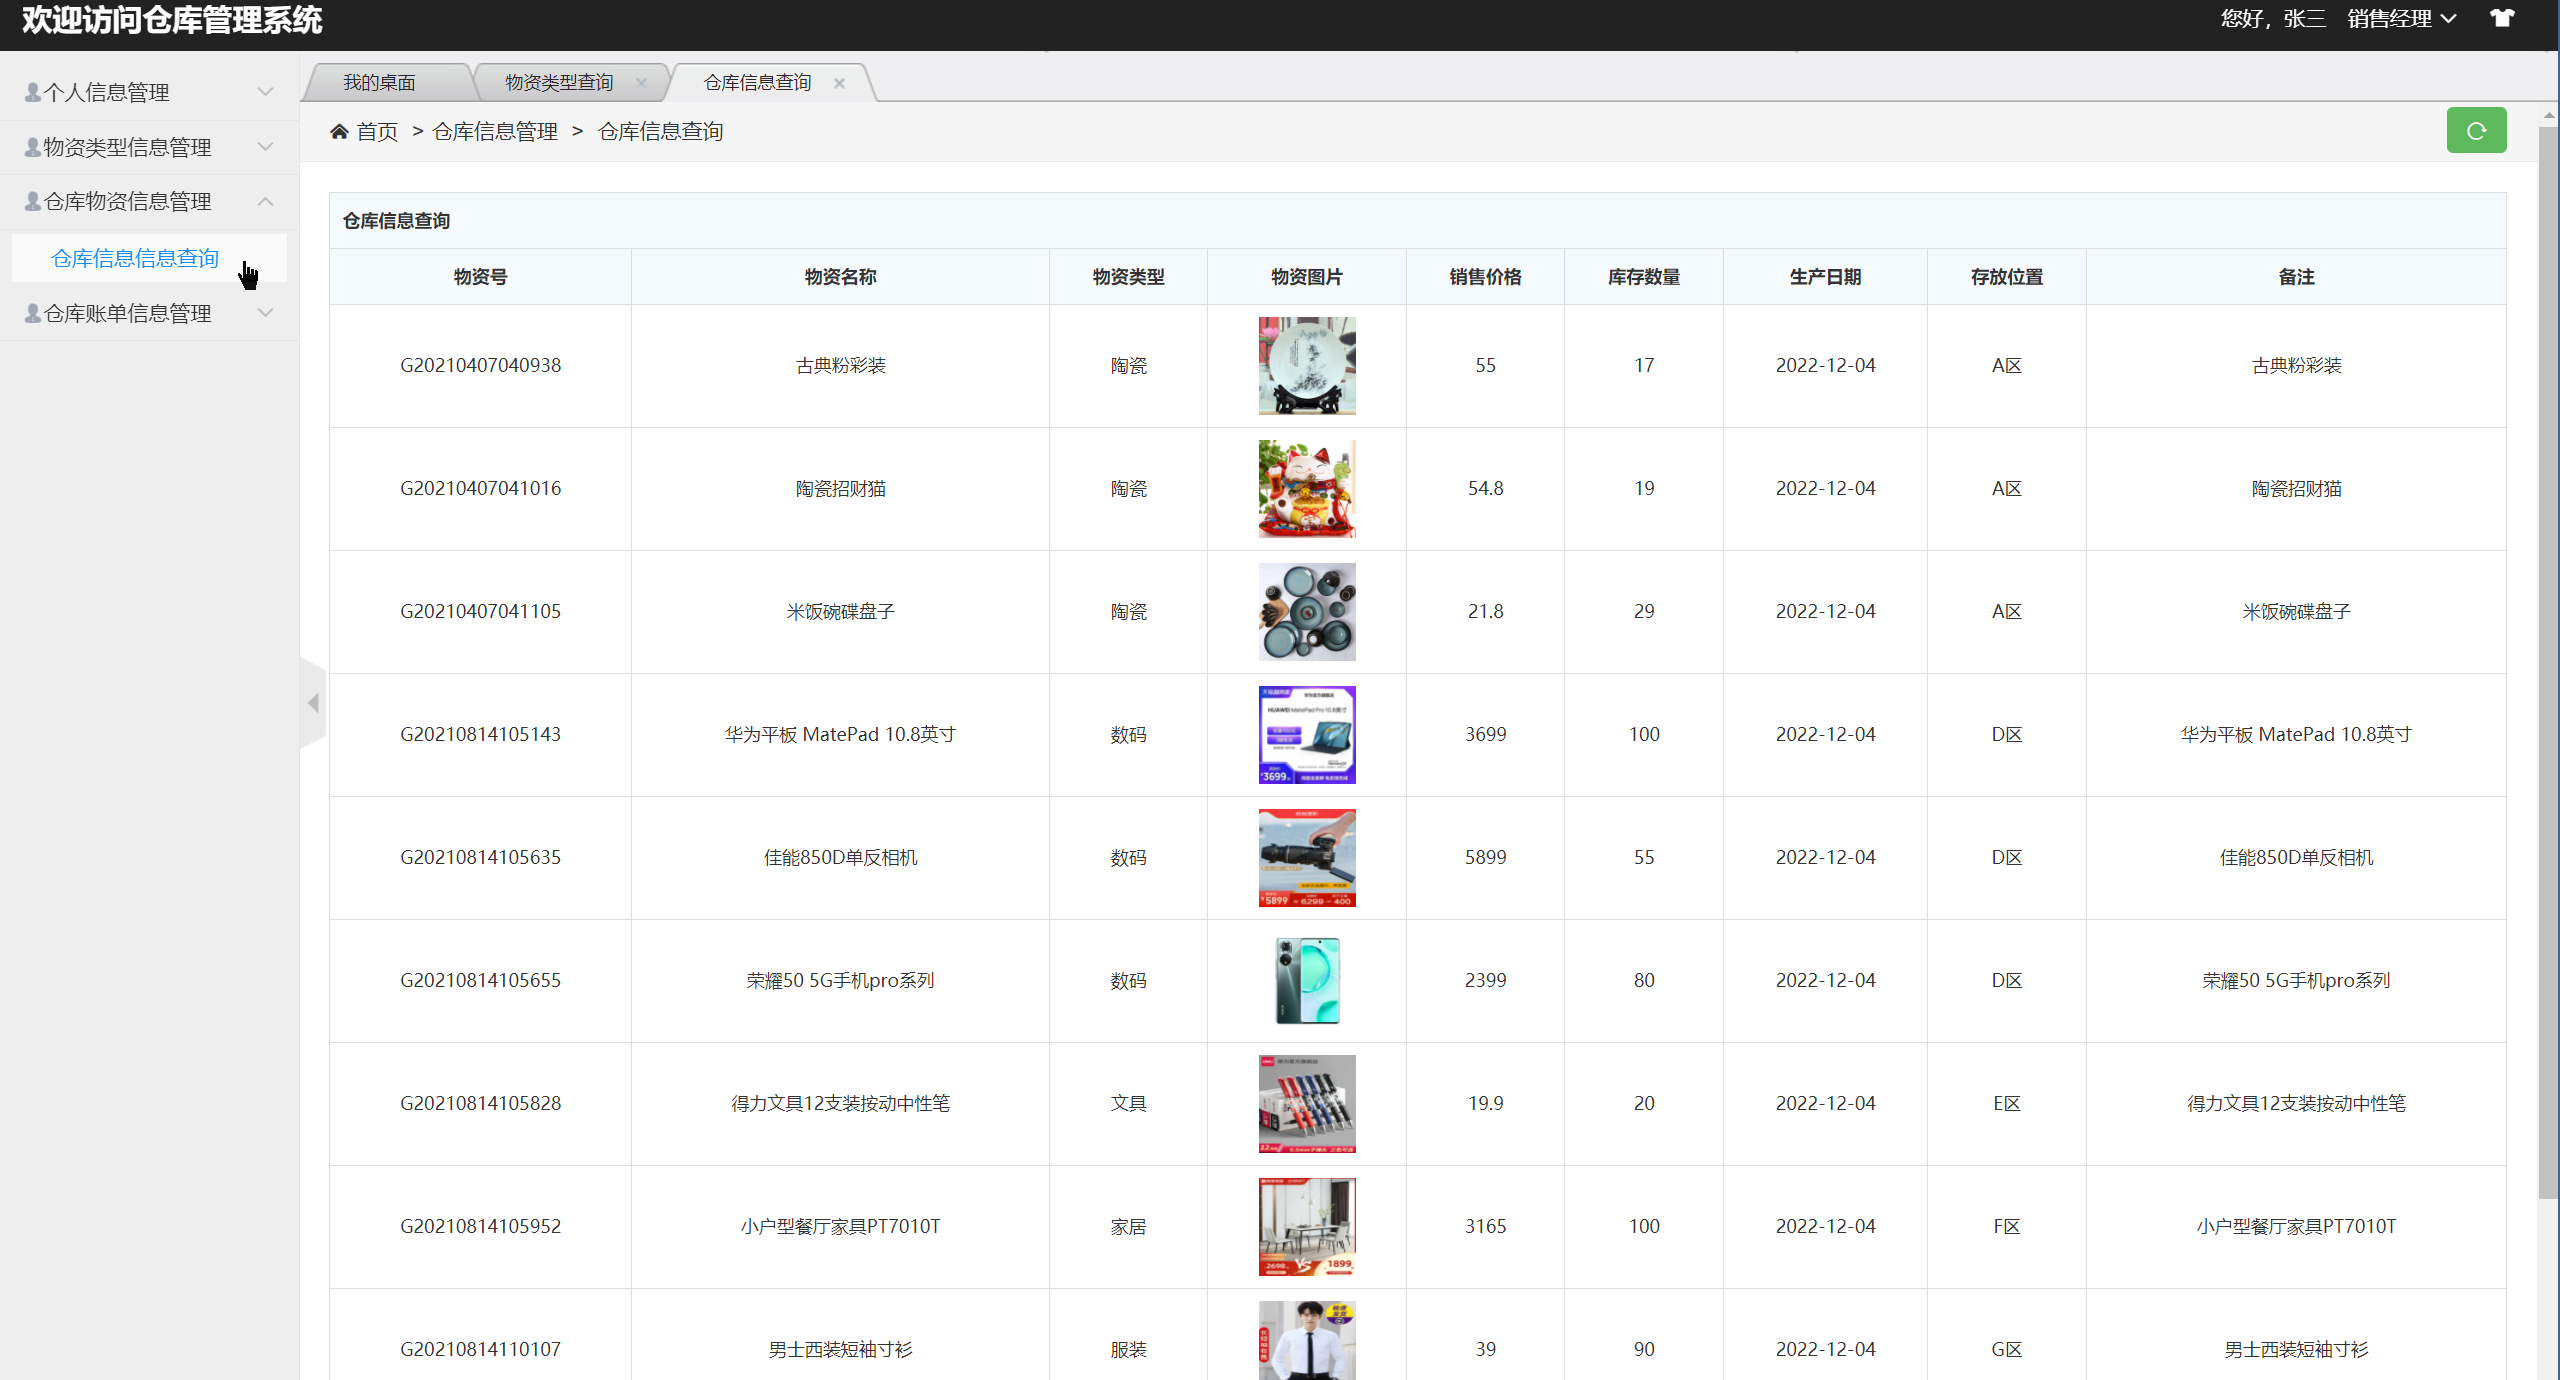 欢迎访问仓库管理系统
您好，张三 销售经理
个人信息管理
物资类型信息管理
仓库物资信息管理
仓库信息信息查询
仓库账单信息管理
我的桌面 物资类型查询 仓库信息查询
首页 > 仓库信息管理 > 仓库信息查询
仓库信息查询
物资号 物资名称 物资类型 物资图片 销售价格 库存数量 生产日期 存放位置 备注
G20210407040938 古典粉彩装 陶瓷 55 17 2022-12-04 A区 古典粉彩装
G20210407041016 陶瓷招财猫 陶瓷 54.8 19 2022-12-04 A区 陶瓷招财猫
G20210407041105 米饭碗碟盘子 陶瓷 21.8 29 2022-12-04 A区 米饭碗碟盘子
G20210814105143 华为平板 MatePad 10.8英寸 数码 3699 100 2022-12-04 D区 华为平板 MatePad 10.8英寸
HUAWEI MatePad Pro 10.8英寸
¥3699
G20210814105635 佳能850D单反相机 数码 5899 55 2022-12-04 D区 佳能850D单反相机
¥5899 6299 400
G20210814105655 荣耀50 5G手机pro系列 数码 2399 80 2022-12-04 D区 荣耀50 5G手机pro系列
G20210814105828 得力文具12支装按动中性笔 文具 19.9 20 2022-12-04 E区 得力文具12支装按动中性笔
G20210814105952 小户型餐厅家具PT7010T 家居 3165 100 2022-12-04 F区 小户型餐厅家具PT7010T
2698 VS 1899
G20210814110107 男士西装短袖寸衫 服装 39 90 2022-12-04 G区 男士西装短袖寸衫